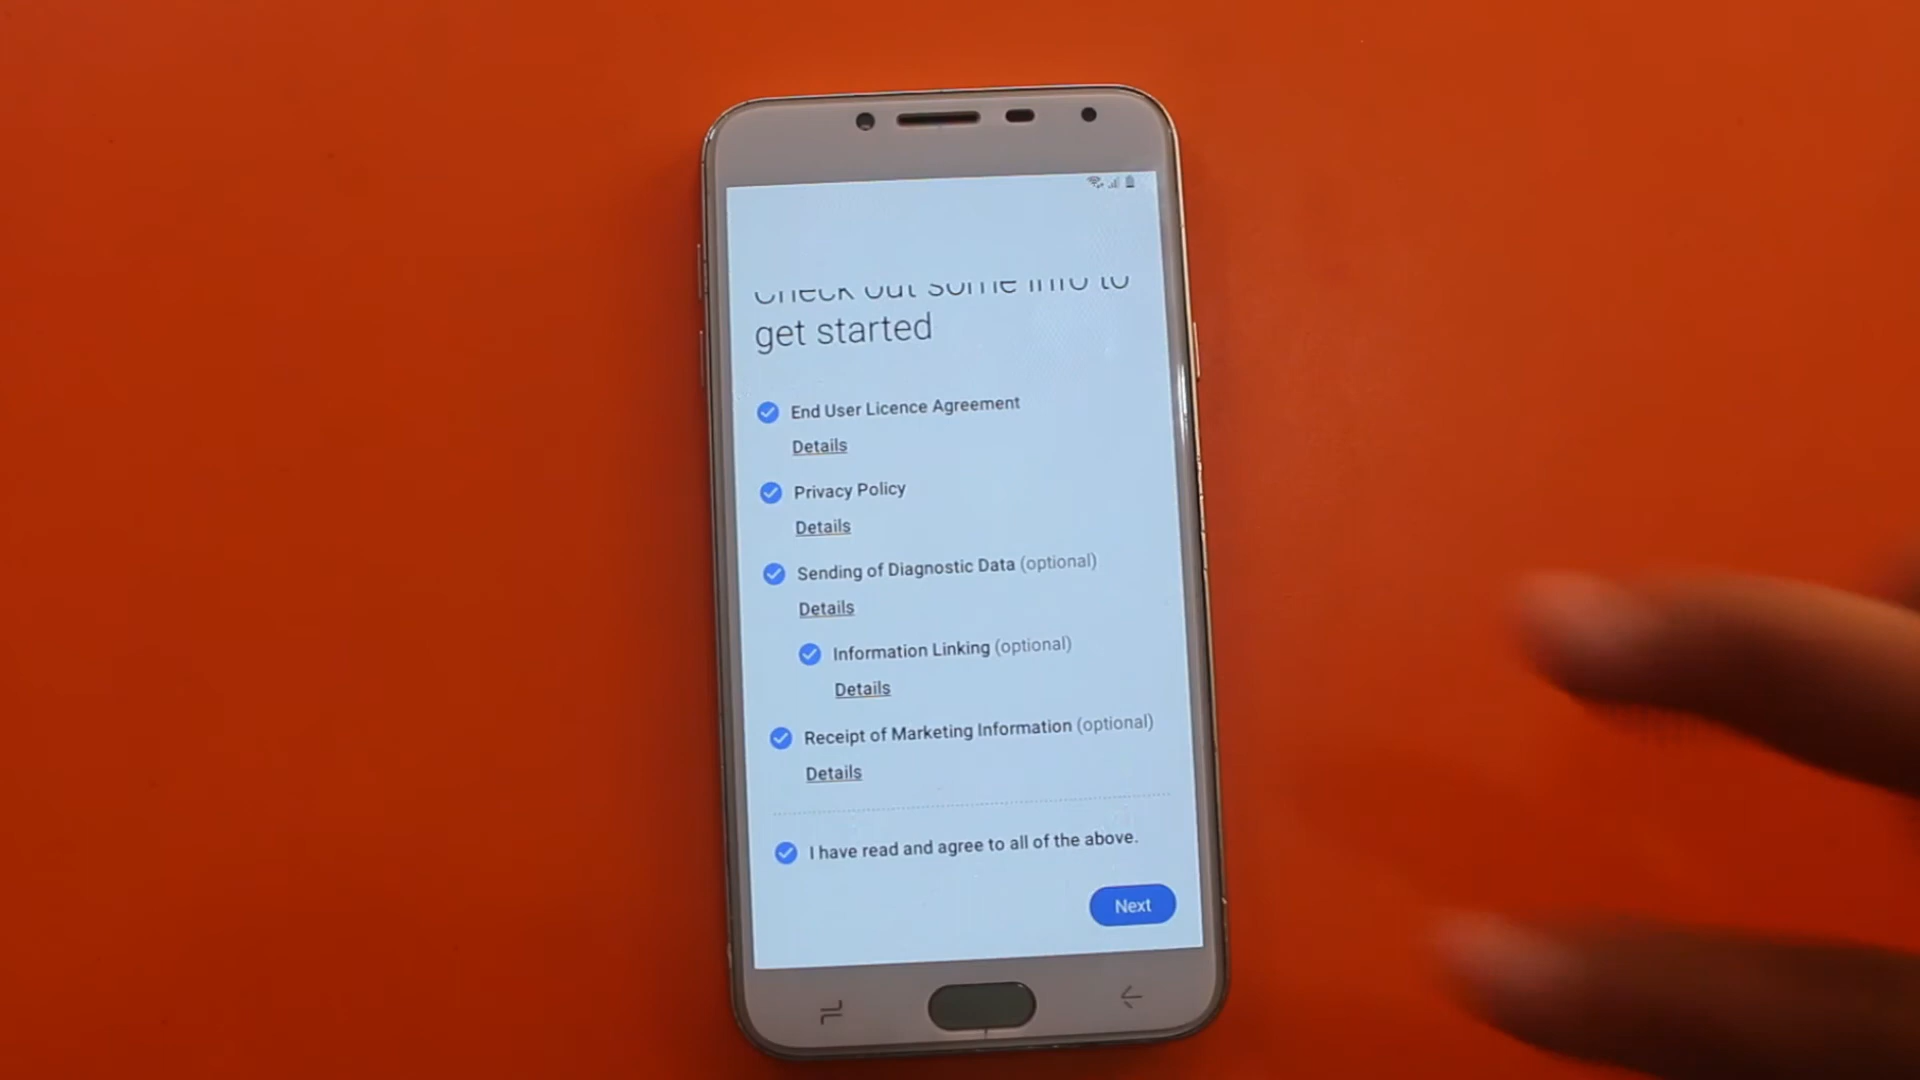 Check out some info to
get started
End User Licence Agreement
Details
Privacy Policy
Details
Sending of Diagnostic Data (optional)
Details
Information Linking (optional)
Details
Receipt of Marketing Information (optional)
Details
I have read and agree to all of the above.
Next